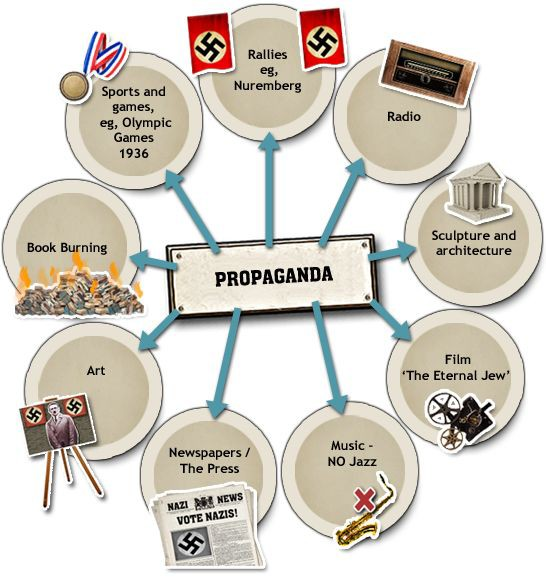 Rallies
eg,
Nuremberg
Sports and
games,
eg, Olympic
Games
1936
Radio
Book Burning
Sculpture and
architecture
PROPAGANDA
Art
Film
‘The Eternal Jew’
Newspapers /
The Press
Music –
NO Jazz
NAZI NEWS
VOTE NAZIS!